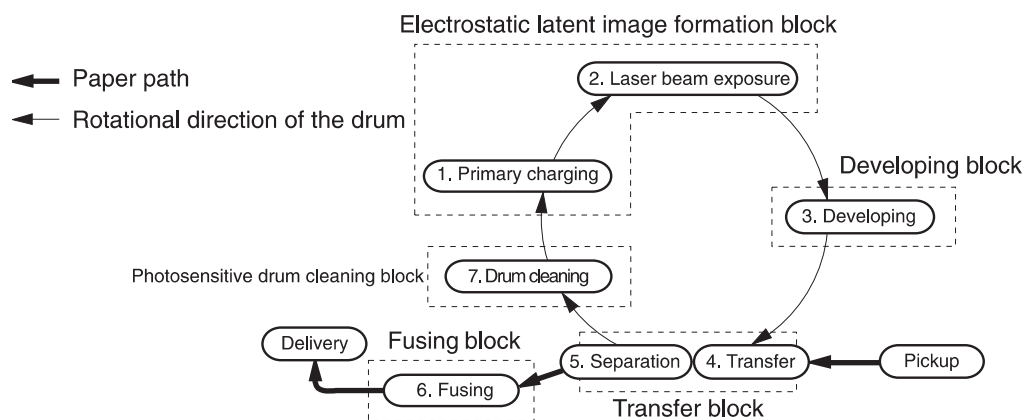 Electrostatic latent image formation block
Paper path
2. Laser beam exposure
Rotational direction of the drum
Developing block
1. Primary charging
3. Developing
Photosensitive drum cleaning block
7. Drum cleaning
Fusing block
Delivery
5. Separation
4. Transfer
Pickup
6. Fusing
Transfer block